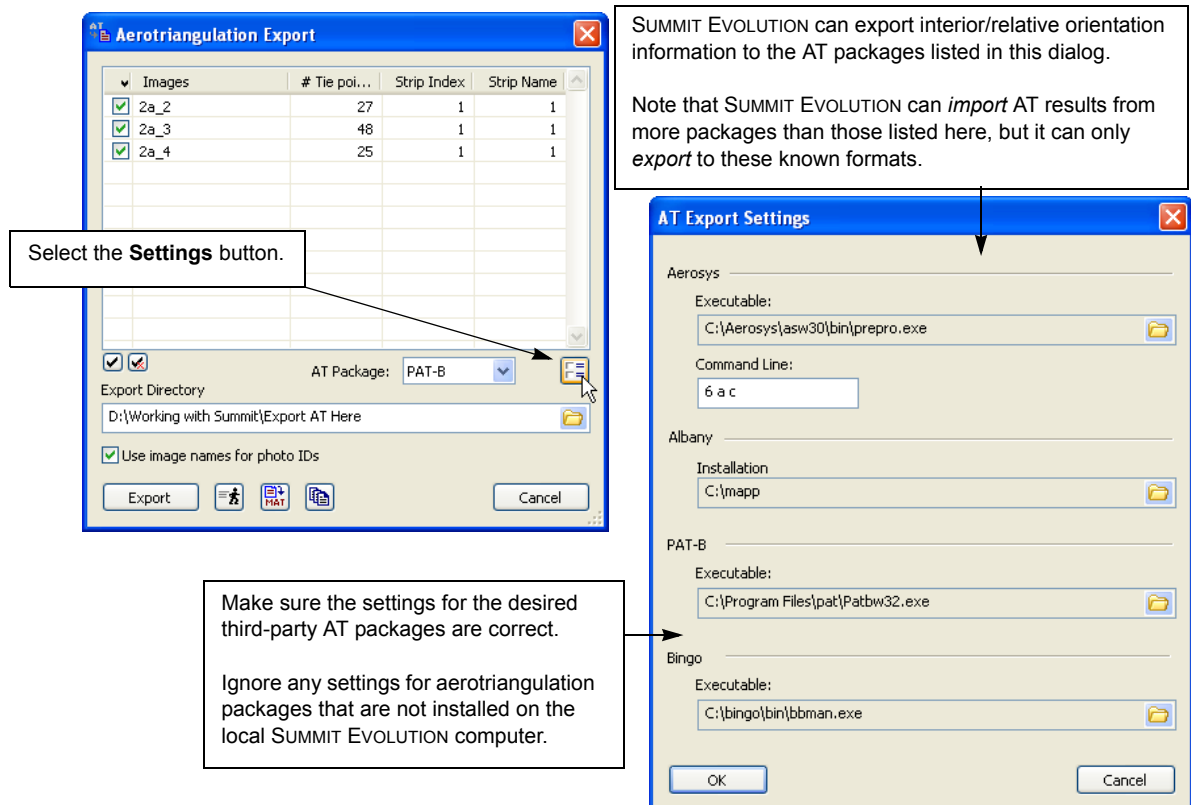 Aerotriangulation Export
Images # Tie poi... Strip Index Strip Name
2a_2 27 1 1
2a_3 48 1 1
2a_4 25 1 1
Select the Settings button.
AT Package: PAT-B
Export Directory
D:\Working with Summit\Export AT Here
Use image names for photo IDs
Export MAT Cancel
SUMMIT EVOLUTION can export interior/relative orientation
information to the AT packages listed in this dialog.
Note that SUMMIT EVOLUTION can import AT results from
more packages than those listed here, but it can only
export to these known formats.
AT Export Settings
Aerosys
Executable:
C:\Aerosys\asw30\bin\prepro.exe
Command Line:
6 a c
Albany
Installation
C:\mapp
PAT-B
Executable:
C:\Program Files\pat\Patbw32.exe
Bingo
Executable:
C:\bingo\bin\bbman.exe
OK Cancel
Make sure the settings for the desired
third-party AT packages are correct.
Ignore any settings for aerotriangulation
packages that are not installed on the
local SUMMIT EVOLUTION computer.